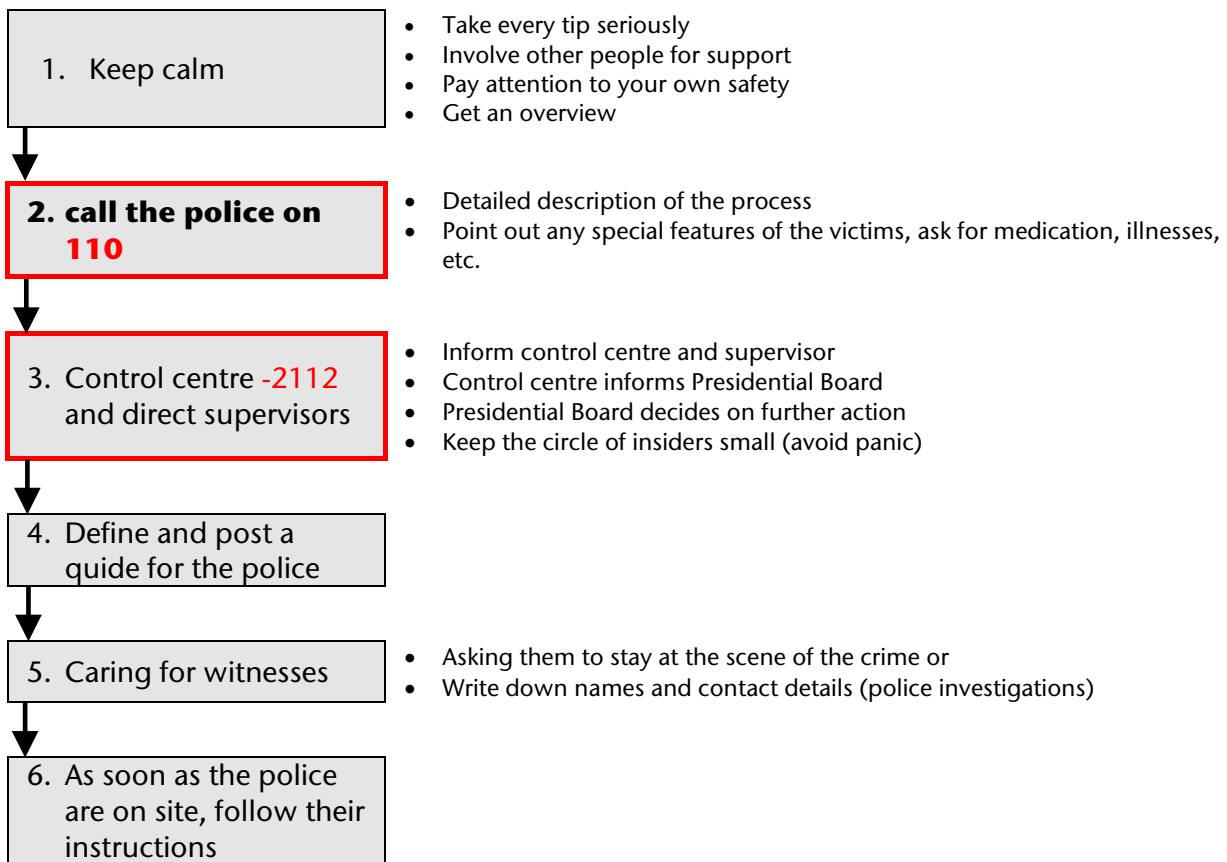 1. Keep calm
• Take every tip seriously
• Involve other people for support
• Pay attention to your own safety
• Get an overview
2. call the police on
110
• Detailed description of the process
• Point out any special features of the victims, ask for medication, illnesses,
etc.
3. Control centre -2112
and direct supervisors
• Inform control centre and supervisor
• Control centre informs Presidential Board
• Presidential Board decides on further action
• Keep the circle of insiders small (avoid panic)
4. Define and post a
guide for the police
5. Caring for witnesses
• Asking them to stay at the scene of the crime or
• Write down names and contact details (police investigations)
6. As soon as the police
are on site, follow their
instructions